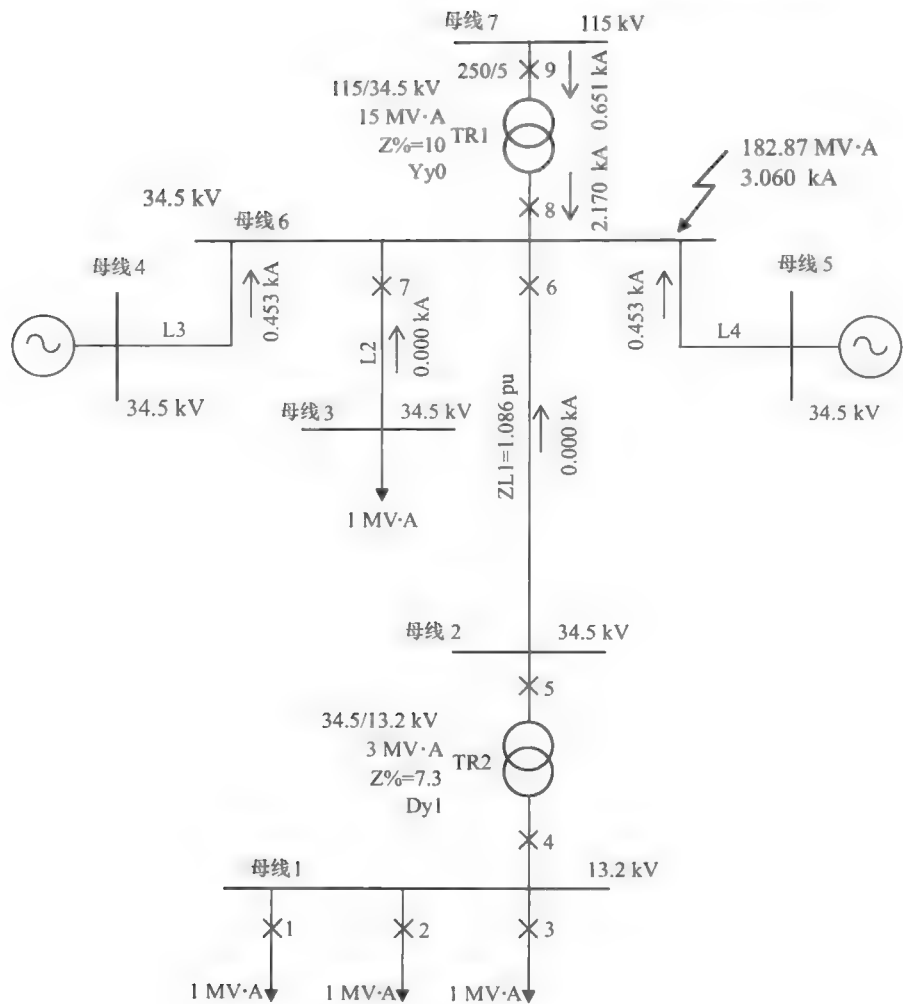 母线 7
115 kV
250/5
9
0.651 kA
115/34.5 kV
15 MV·A
Z%=10
Yy0
TR1
2.170 kA
8
182.87 MV·A
3.060 kA
34.5 kV
母线 6
母线 4
L3
34.5 kV
0.453 kA
7
L2
0.000 kA
母线 3
34.5 kV
1 MV·A
6
ZL1=1.086 pu
0.000 kA
0.453 kA
L4
母线 5
34.5 kV
母线 2
34.5 kV
5
34.5/13.2 kV
3 MV·A
Z%=7.3
Dy1
TR2
4
母线 1
13.2 kV
1
2
3
1 MV·A
1 MV·A
1 MV·A